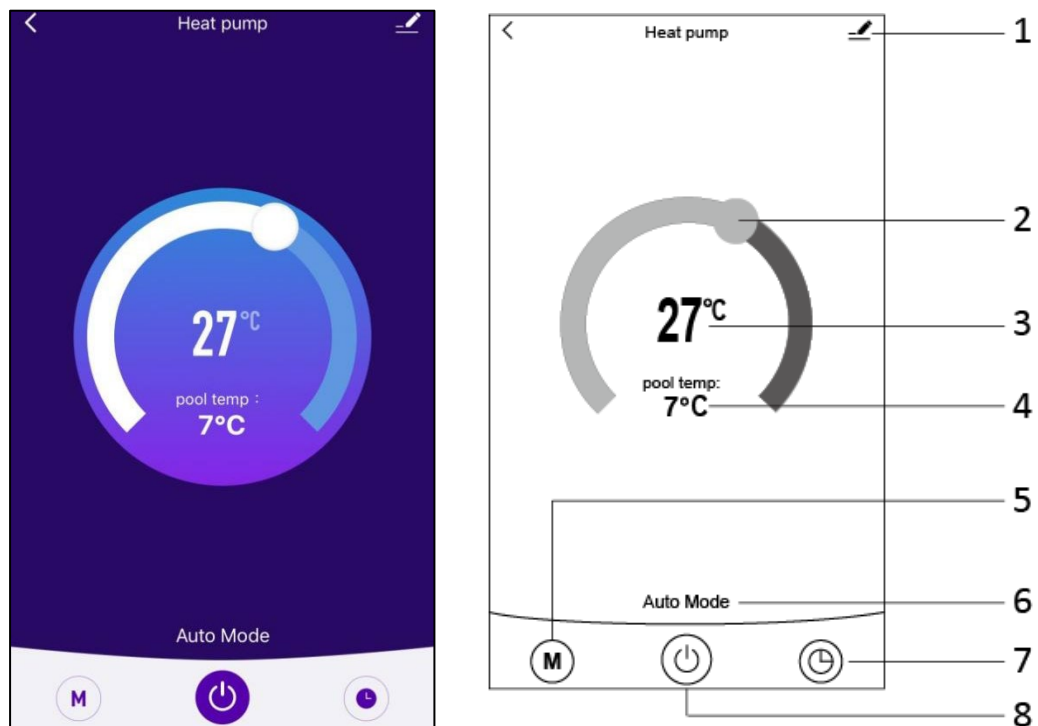 Heat pump
27°C
pool temp :
7°C
Auto Mode
M
Heat pump
1
2
27°C
3
pool temp:
7°C
4
5
Auto Mode
6
M
7
8